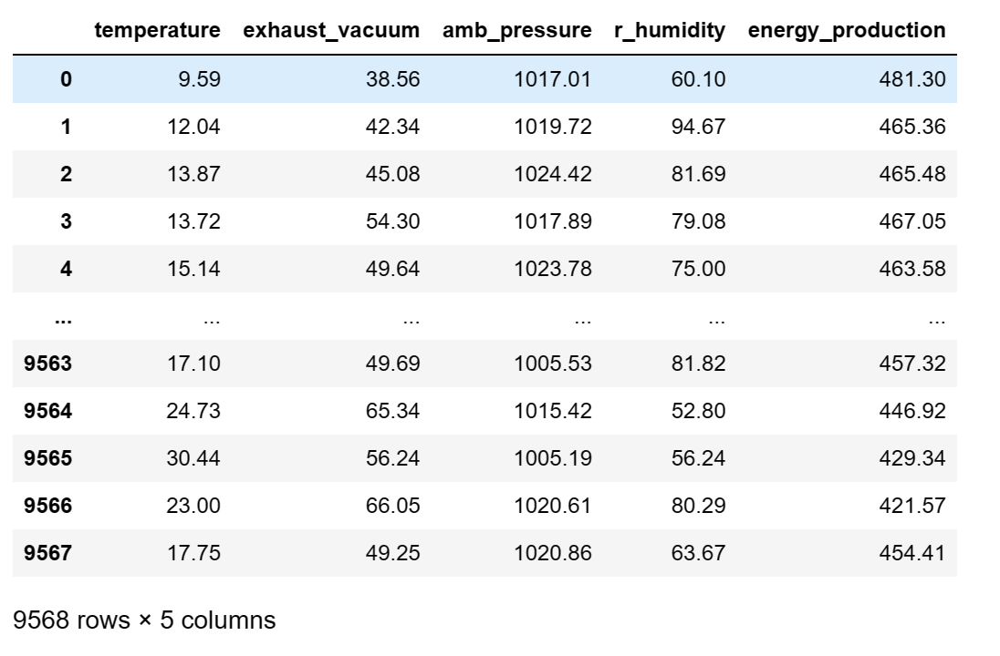 temperature exhaust_vacuum amb_pressure r_humidity energy_production
0 9.59 38.56 1017.01 60.10 481.30
1 12.04 42.34 1019.72 94.67 465.36
2 13.87 45.08 1024.42 81.69 465.48
3 13.72 54.30 1017.89 79.08 467.05
4 15.14 49.64 1023.78 75.00 463.58
... ... ... ... ... ...
9563 17.10 49.69 1005.53 81.82 457.32
9564 24.73 65.34 1015.42 52.80 446.92
9565 30.44 56.24 1005.19 56.24 429.34
9566 23.00 66.05 1020.61 80.29 421.57
9567 17.75 49.25 1020.86 63.67 454.41
9568 rows × 5 columns